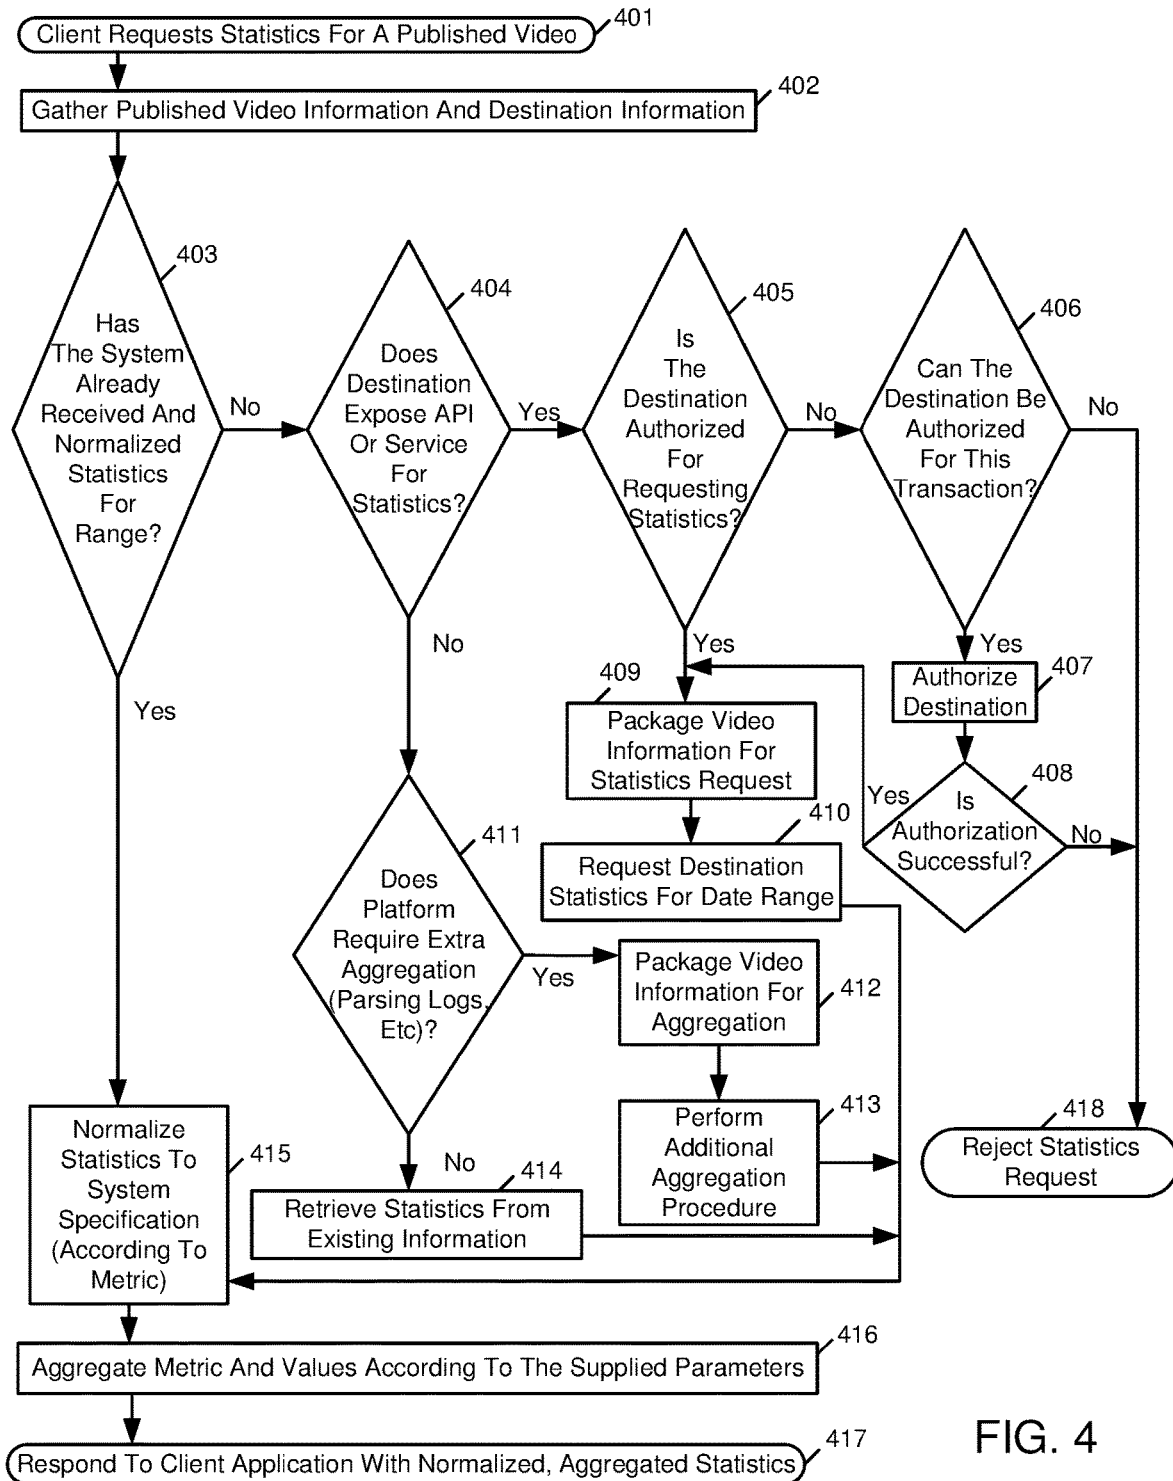 Client Requests Statistics For A Published Video
401
Gather Published Video Information And Destination Information
402
403
Has
The System
Already
Received And
Normalized
Statistics
For
Range?
No
Yes
404
Does
Destination
Expose API
Or Service
For
Statistics?
Yes
No
405
Is
The
Destination
Authorized
For
Requesting
Statistics?
No
Yes
406
Can The
Destination Be
Authorized
For This
Transaction?
No
Yes
Authorize
Destination
407
408
Is
Authorization
Successful?
Yes
No
409
Package Video
Information For
Statistics Request
410
Request Destination
Statistics For Date Range
411
Does
Platform
Require Extra
Aggregation
(Parsing Logs,
Etc)?
Yes
No
Package Video
Information For
Aggregation
412
Perform
Additional
Aggregation
Procedure
413
414
Retrieve Statistics From
Existing Information
Normalize
Statistics To
System
Specification
(According To
Metric)
415
418
Reject Statistics
Request
Aggregate Metric And Values According To The Supplied Parameters
416
Respond To Client Application With Normalized, Aggregated Statistics
417
FIG. 4